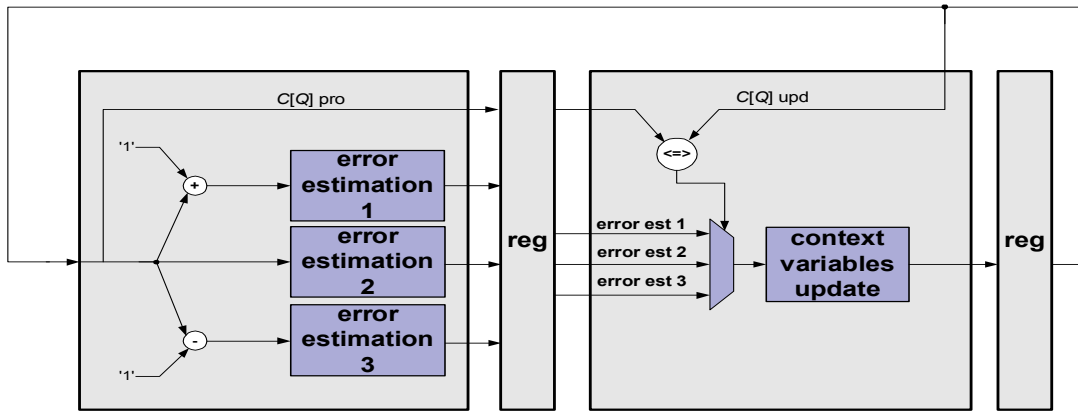 C[Q] pro
C[Q] upd
'1'
+
error
estimation
1
<=>
error est 1
reg
error
estimation
2
error est 2
context
variables
update
reg
error est 3
-
error
estimation
3
'1'